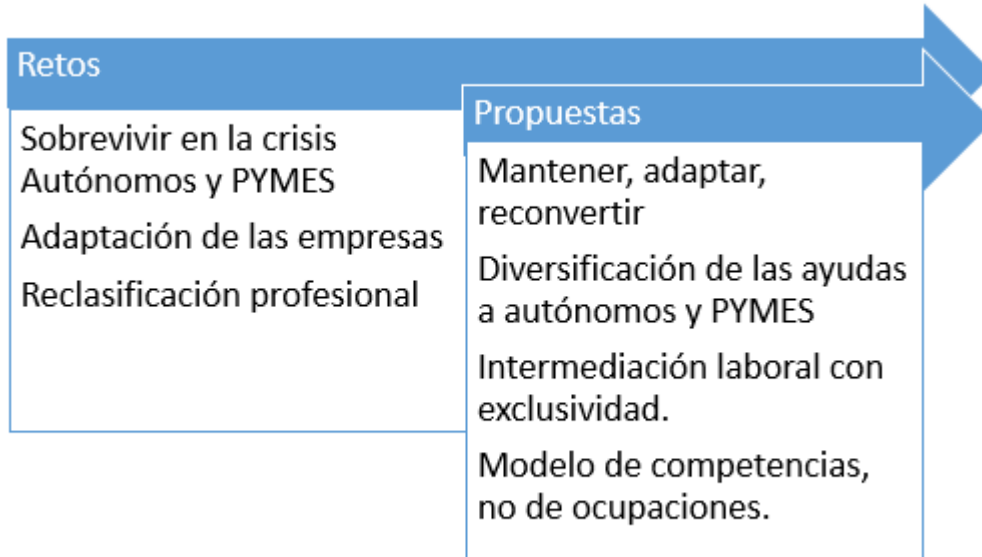 Retos
Sobrevivir en la crisis
Autónomos y PYMES
Adaptación de las empresas
Reclasificación profesional
Propuestas
Mantener, adaptar,
reconvertir
Diversificación de las ayudas
a autónomos y PYMES
Intermediación laboral con
exclusividad.
Modelo de competencias,
no de ocupaciones.